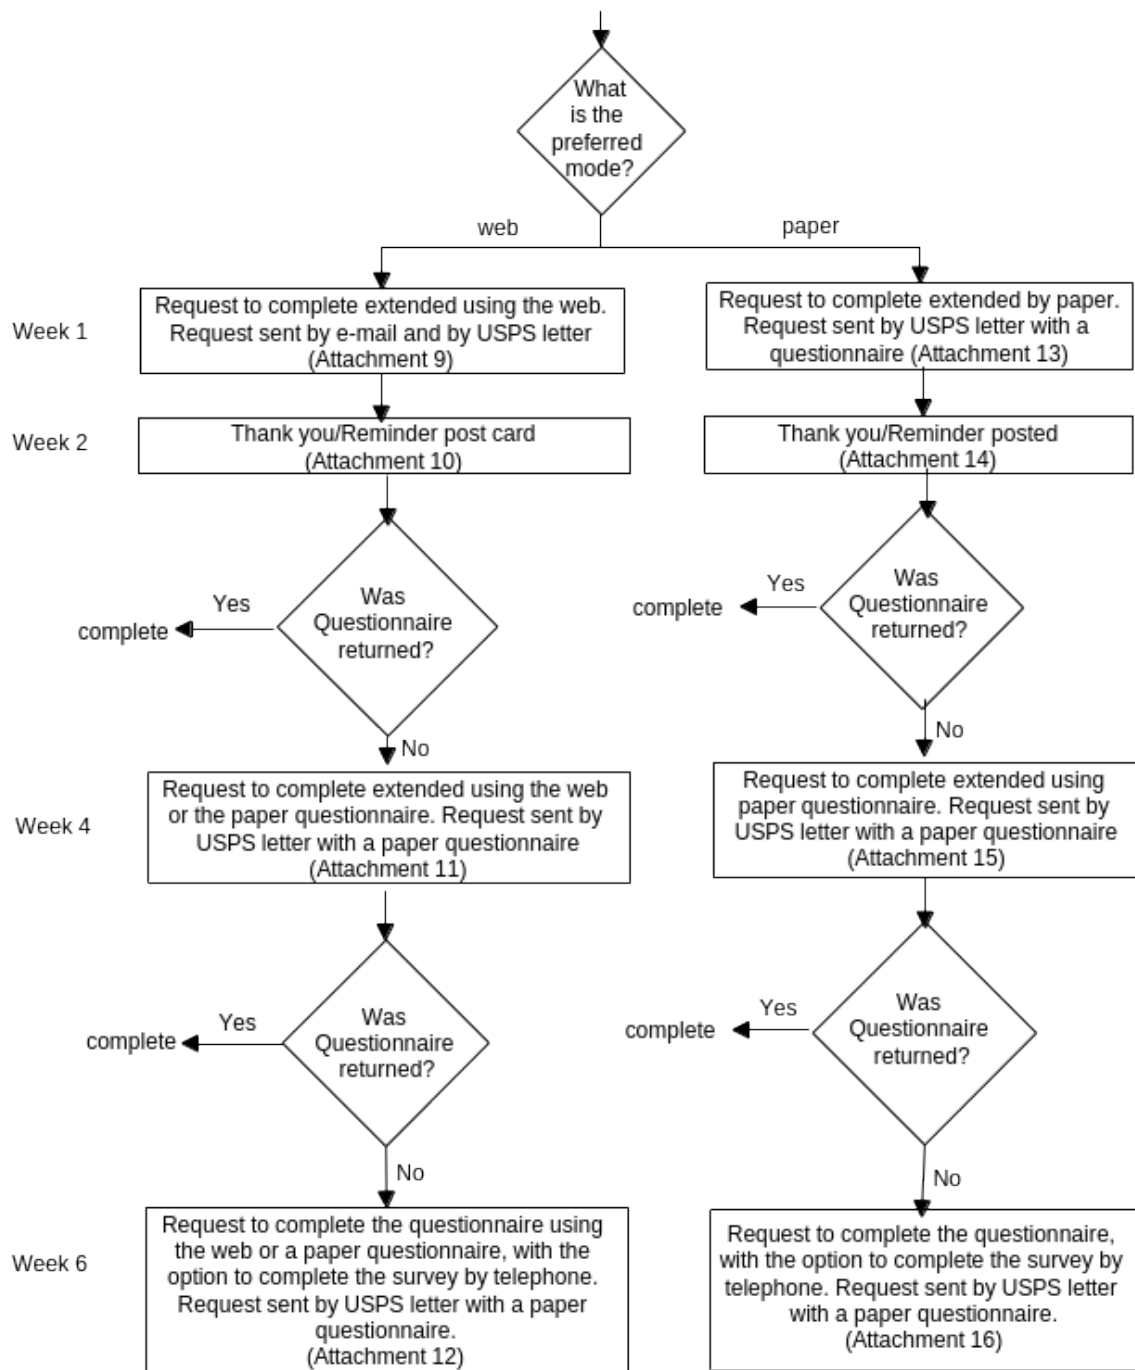 What
is the
preferred
mode?
web
paper
Week 1
Request to complete extended using the web.
Request sent by e-mail and by USPS letter
(Attachment 9)
Request to complete extended by paper.
Request sent by USPS letter with a
questionnaire (Attachment 13)
Week 2
Thank you/Reminder post card
(Attachment 10)
Thank you/Reminder posted
(Attachment 14)
Was
Questionnaire
returned?
Yes
complete
No
Was
Questionnaire
returned?
Yes
complete
No
Week 4
Request to complete extended using the web
or the paper questionnaire. Request sent by
USPS letter with a paper questionnaire
(Attachment 11)
Request to complete extended using
paper questionnaire. Request sent by
USPS letter with a paper questionnaire
(Attachment 15)
Was
Questionnaire
returned?
Yes
complete
No
Was
Questionnaire
returned?
Yes
complete
No
Week 6
Request to complete the questionnaire using
the web or a paper questionnaire, with the
option to complete the survey by telephone.
Request sent by USPS letter with a paper
questionnaire.
(Attachment 12)
Request to complete the questionnaire,
with the option to complete the survey by
telephone. Request sent by USPS letter
with a paper questionnaire.
(Attachment 16)